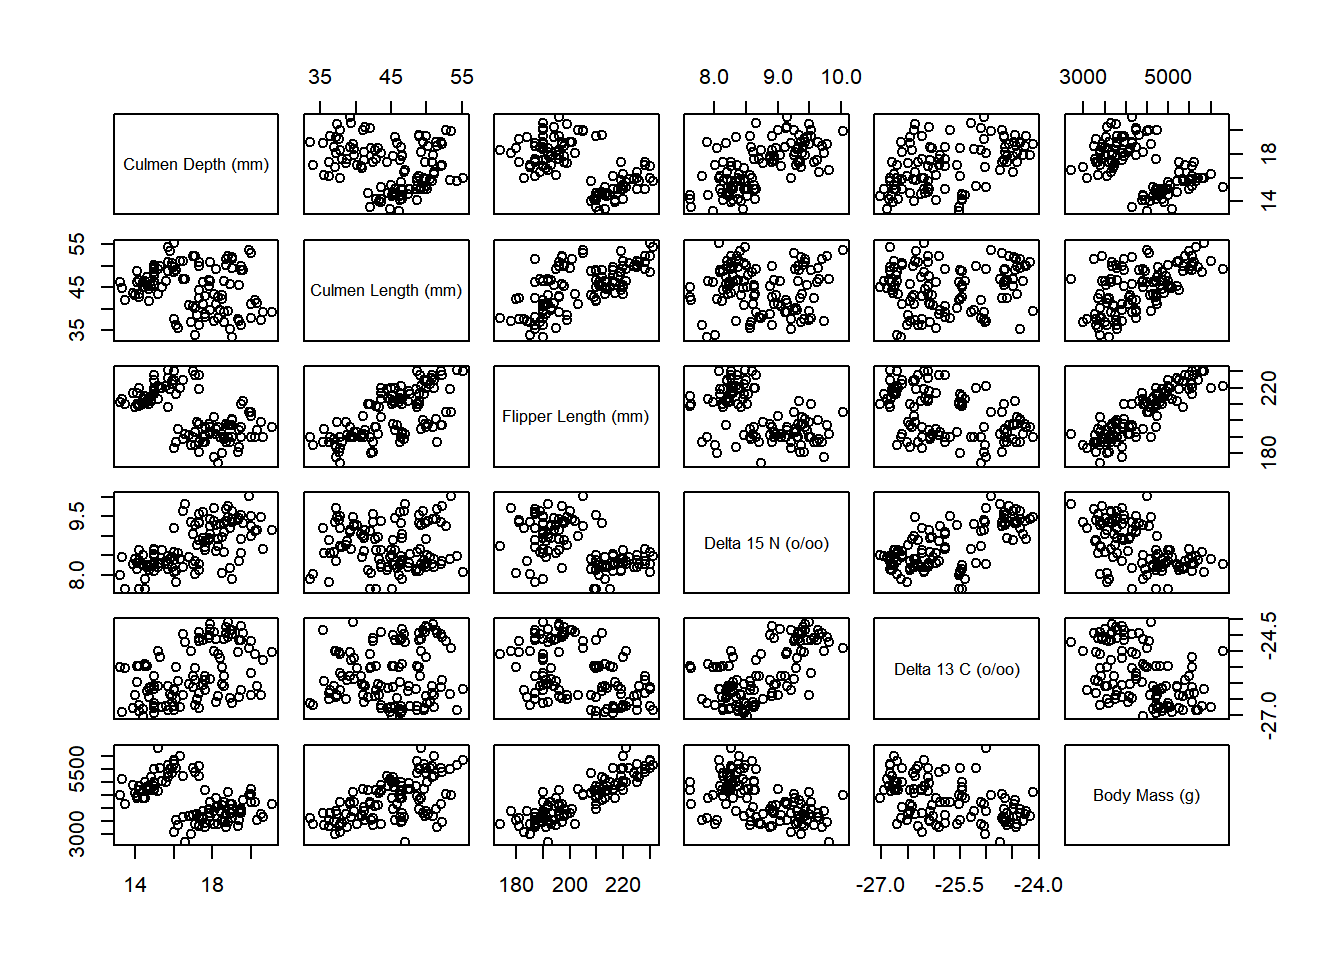 35 45 55 8.0 9.0 10.0 3000 5000
Culmen Depth (mm) 14 18
35 45 55 Culmen Length (mm)
Flipper Length (mm) 180 220
8.0 9.5 Delta 15 N (o/oo)
Delta 13 C (o/oo) -27.0 -24.5
3000 5500 Body Mass (g)
14 18 180 200 220 -27.0 -25.5 -24.0